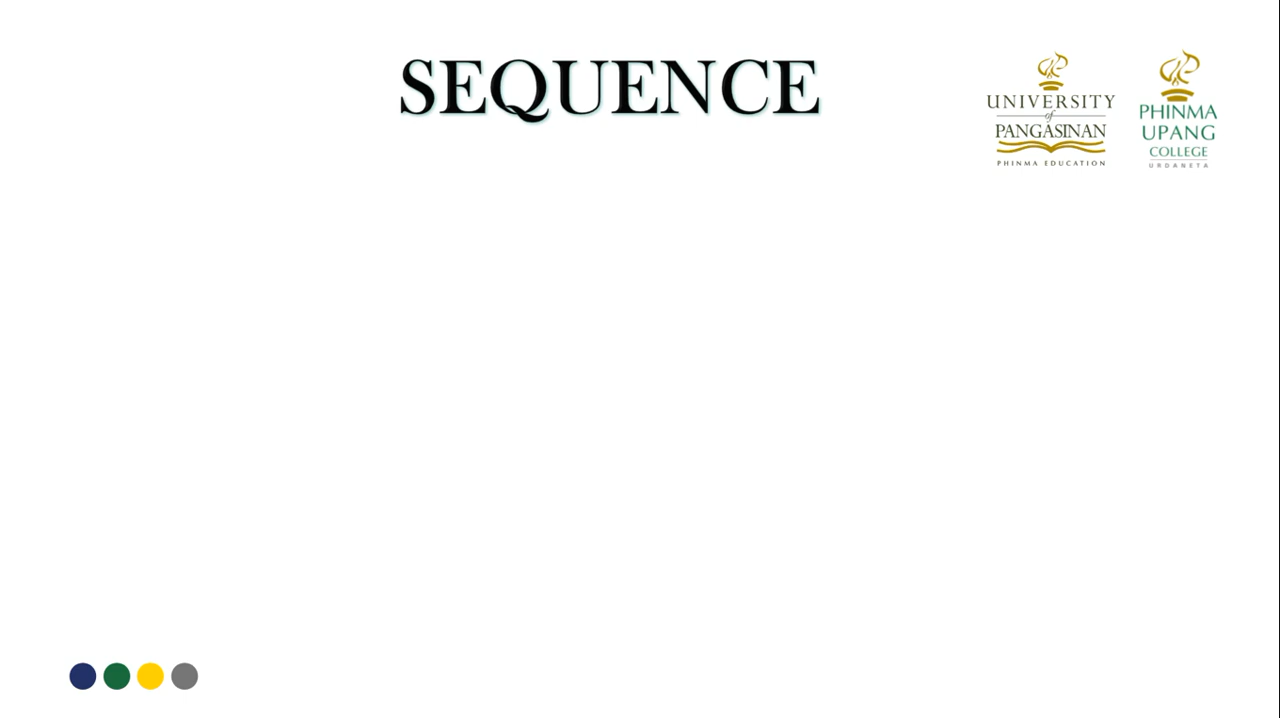 SEQUENCE
UNIVERSITY
of
PANGASINAN
PHINMA EDUCATION
PHINMA
UPANG
COLLEGE
URDANETA